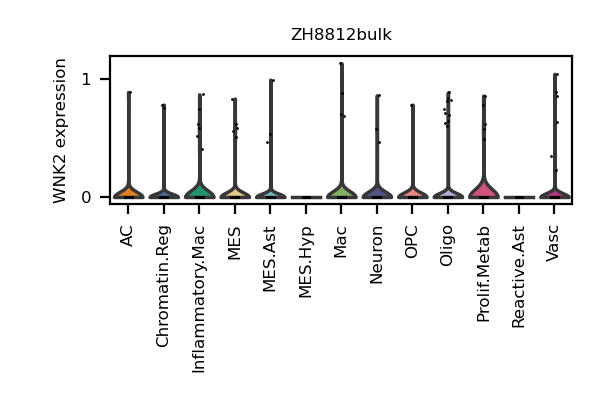 ZH8812bulk
WNK2 expression
1
0
AC
Chromatin.Reg
Inflammatory.Mac
MES
MES.Ast
MES.Hyp
Mac
Neuron
OPC
Oligo
Prolif.Metab
Reactive.Ast
Vasc